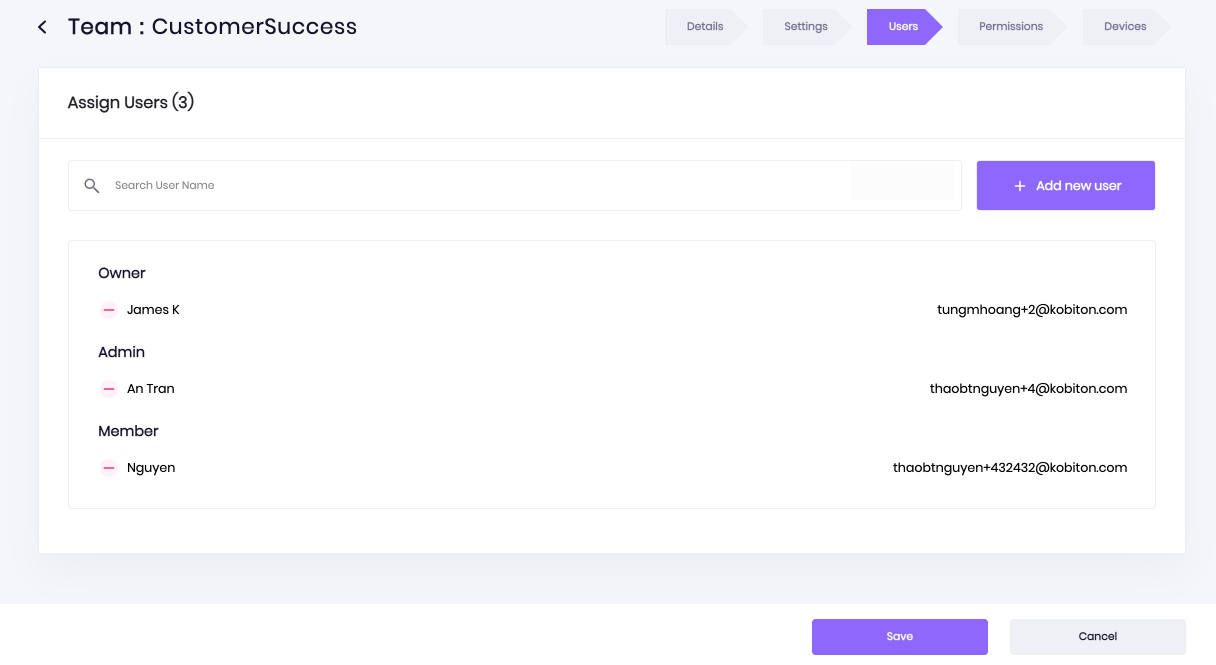 Team : CustomerSuccess
Details
Settings
Users
Permissions
Devices
Assign Users (3)
Search User Name
+ Add new user
Owner
James K
tungmhoang+2@kobiton.com
Admin
An Tran
thaobtnguyen+4@kobiton.com
Member
Nguyen
thaobtnguyen+432432@kobiton.com
Save
Cancel